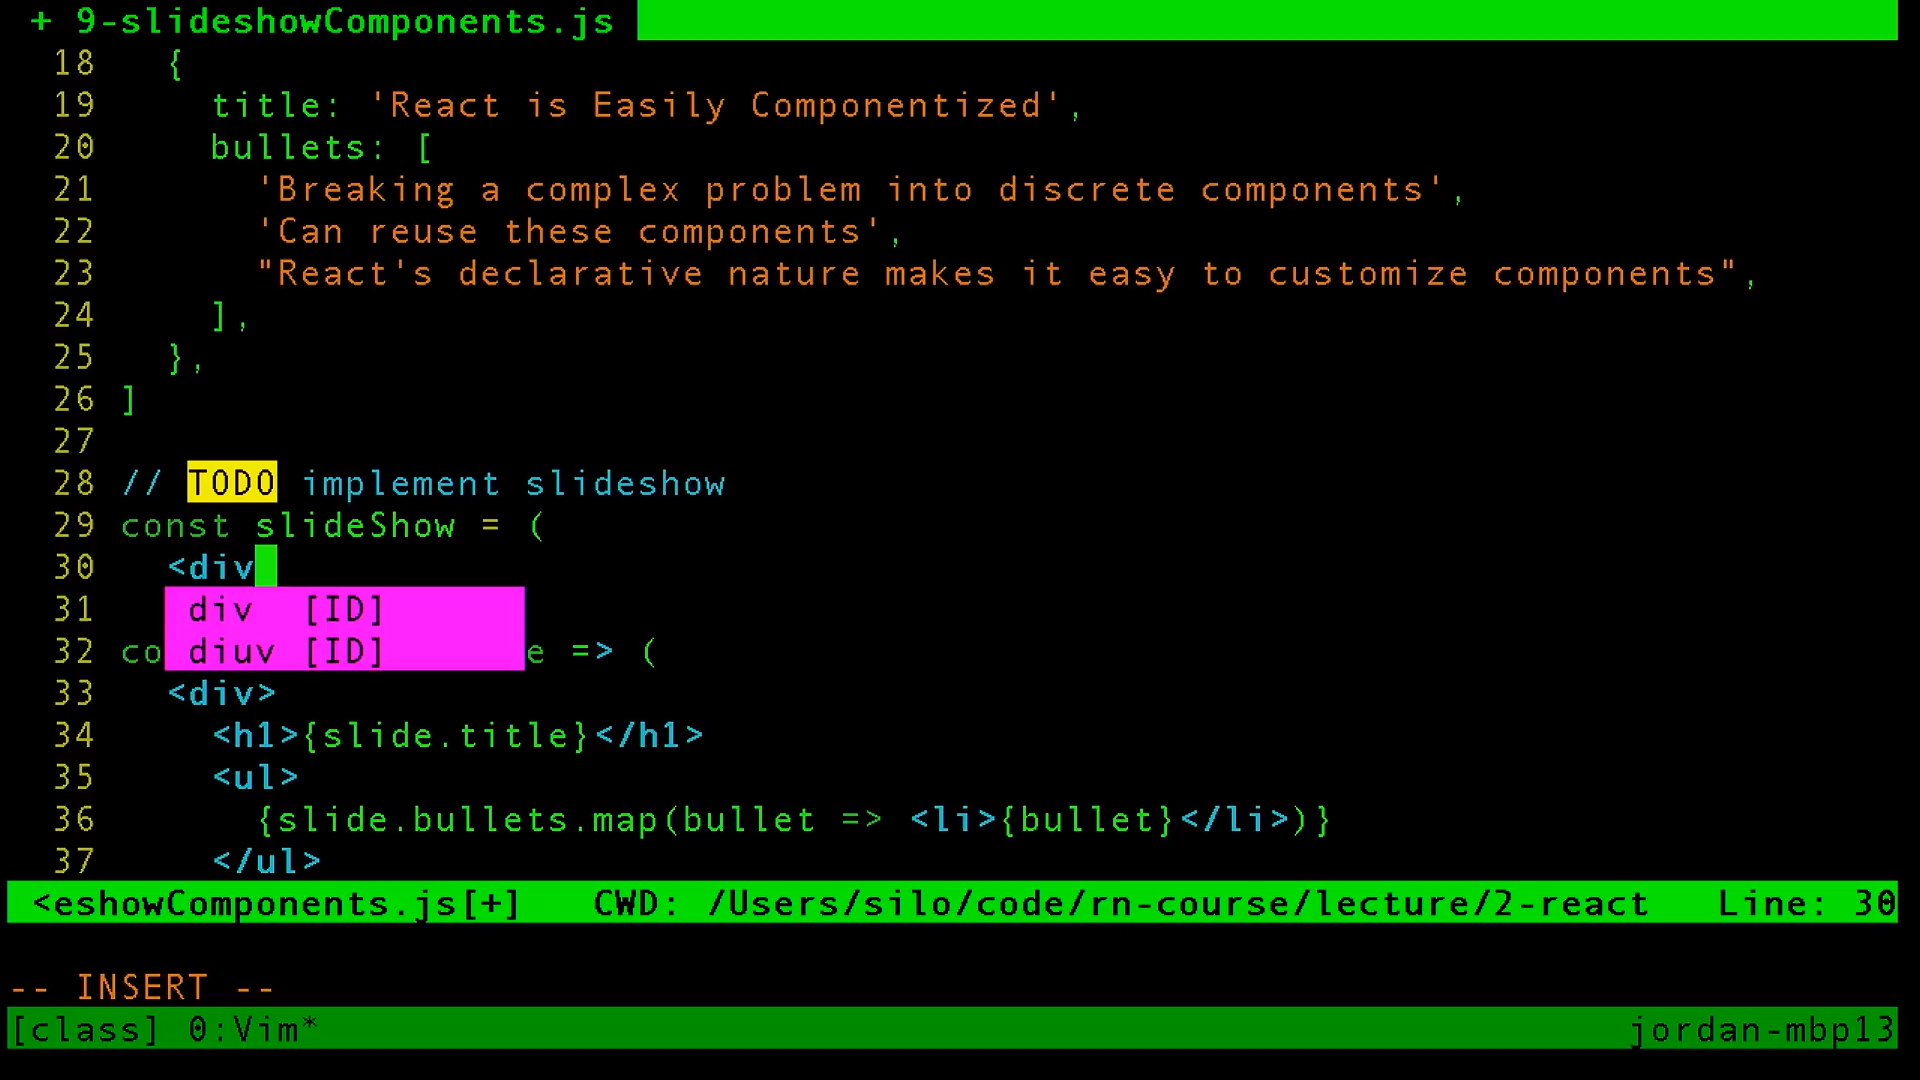 + 9-slideshowComponents.js
18 {
19 title: 'React is Easily Componentized',
20 bullets: [
21 'Breaking a complex problem into discrete components',
22 'Can reuse these components',
23 "React's declarative nature makes it easy to customize components",
24 ],
25 },
26 ]
27
28 // TODO implement slideshow
29 const slideShow = (
30 <div
31 div [ID]
32 co diuv [ID] e => (
33 <div>
34 <h1>{slide.title}</h1>
35 <ul>
36 {slide.bullets.map(bullet => <li>{bullet}</li>)}
37 </ul>
<eshowComponents.js[+] CWD: /Users/silo/code/rn-course/lecture/2-react Line: 30
-- INSERT --
[class] 0:Vim* jordan-mbp13